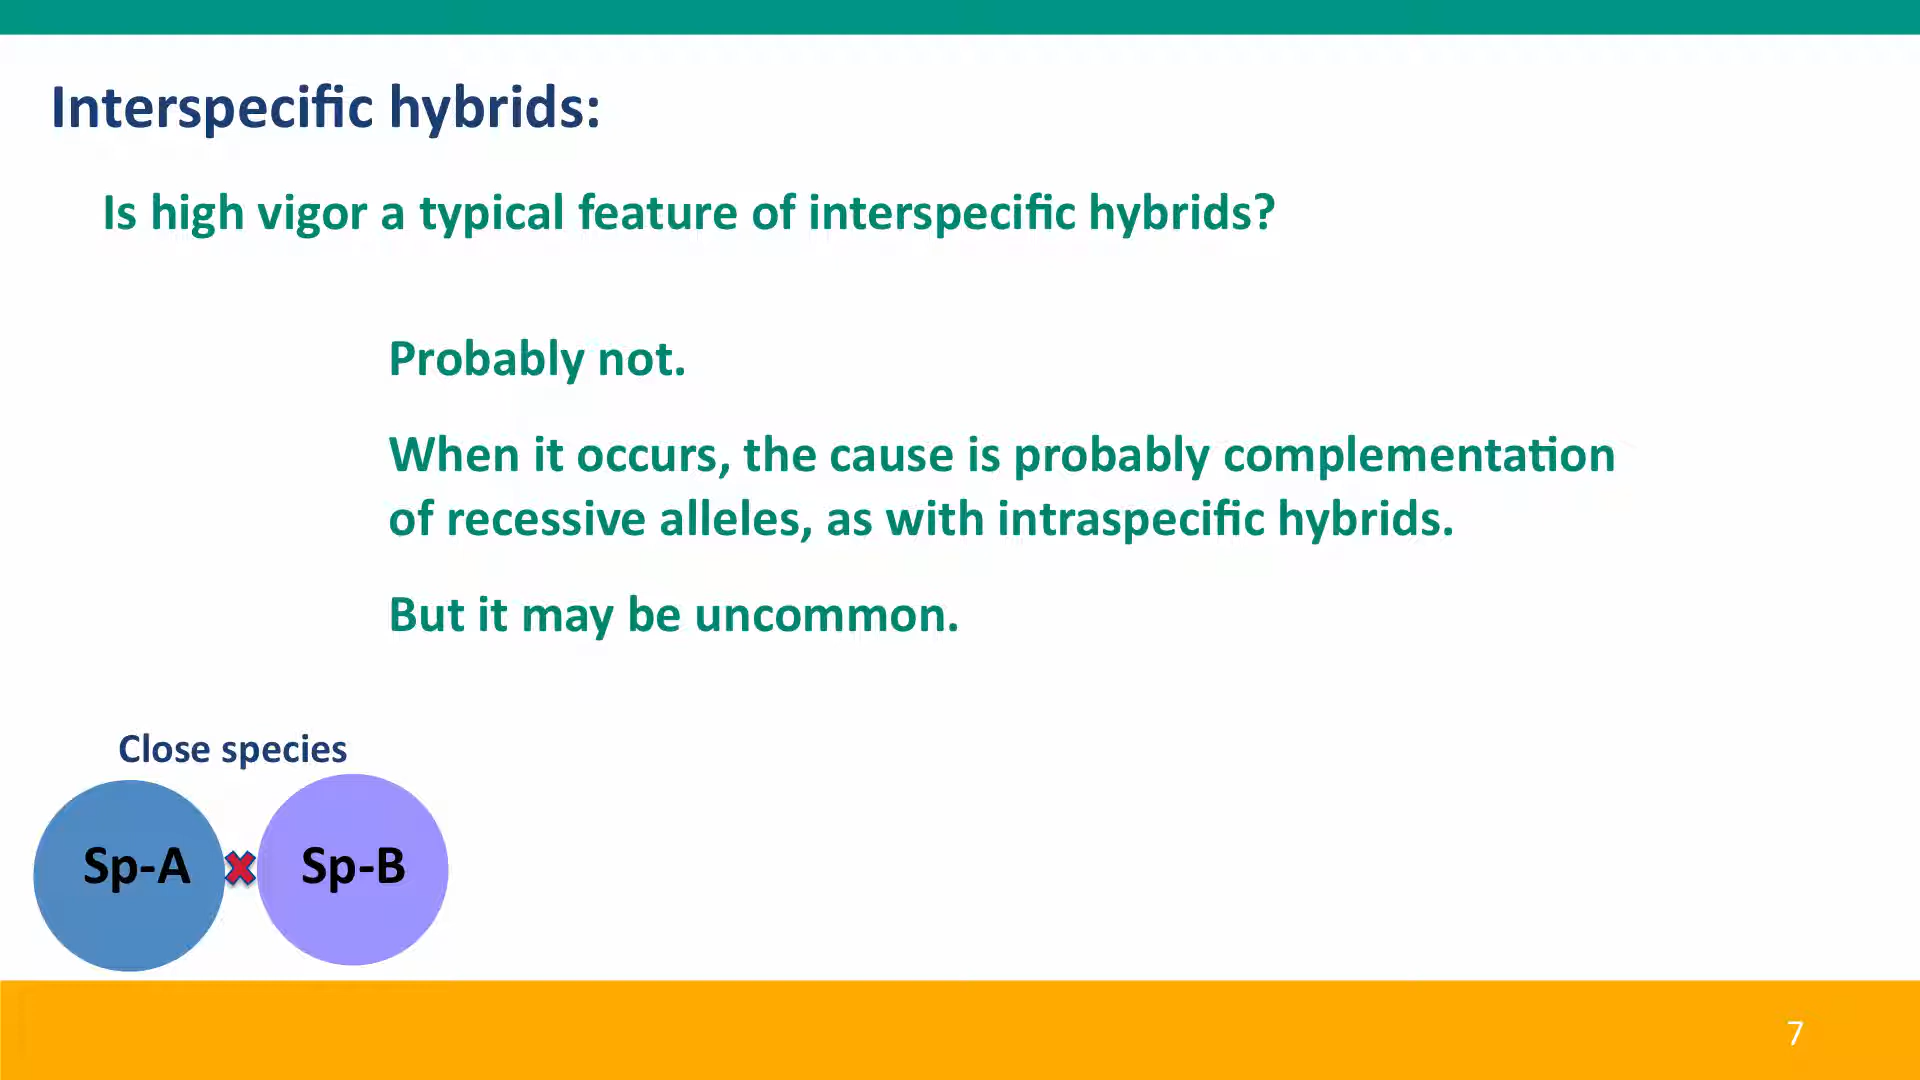 Interspecific hybrids:
Is high vigor a typical feature of interspecific hybrids?
Probably not.
When it occurs, the cause is probably complementation
of recessive alleles, as with intraspecific hybrids.
But it may be uncommon.
Close species
Sp-A
Sp-B
7